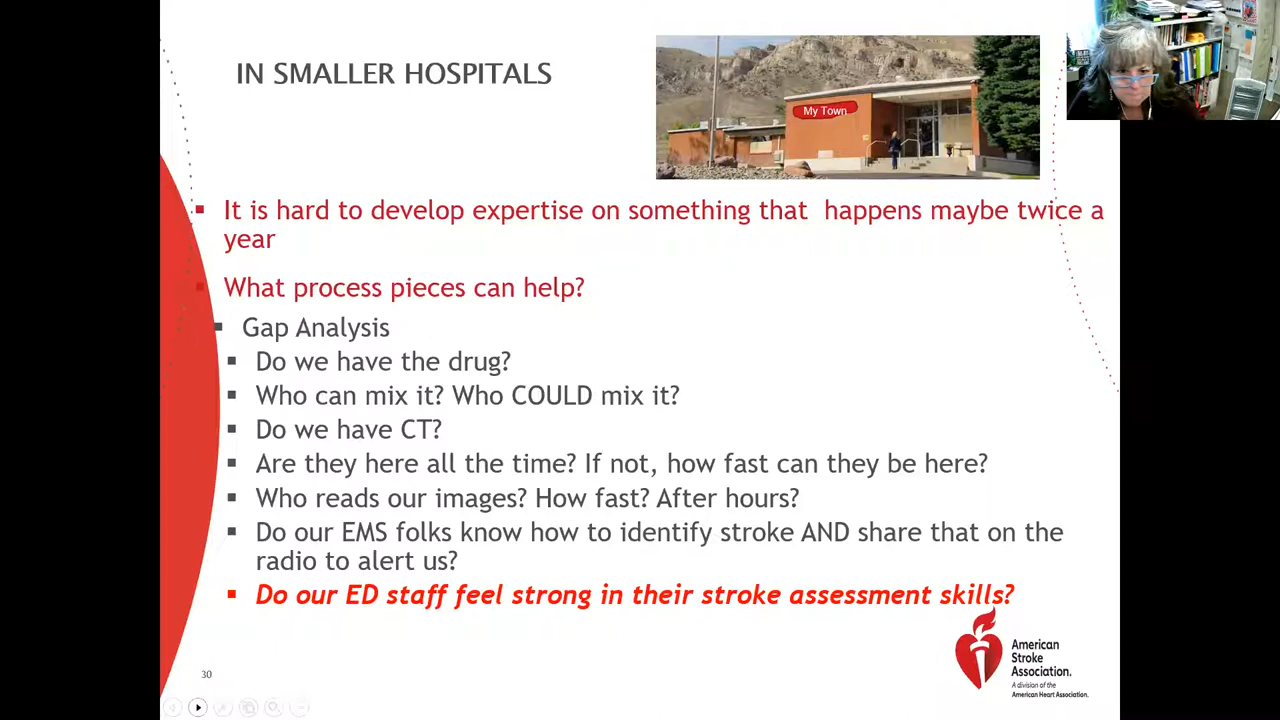 IN SMALLER HOSPITALS
My Town
It is hard to develop expertise on something that happens maybe twice a
year
What process pieces can help?
Gap Analysis
Do we have the drug?
Who can mix it? Who COULD mix it?
Do we have CT?
Are they here all the time? If not, how fast can they be here?
Who reads our images? How fast? After hours?
Do our EMS folks know how to identify stroke AND share that on the
radio to alert us?
Do our ED staff feel strong in their stroke assessment skills?
American
Stroke
Association.
A division of the
American Heart Association.
30